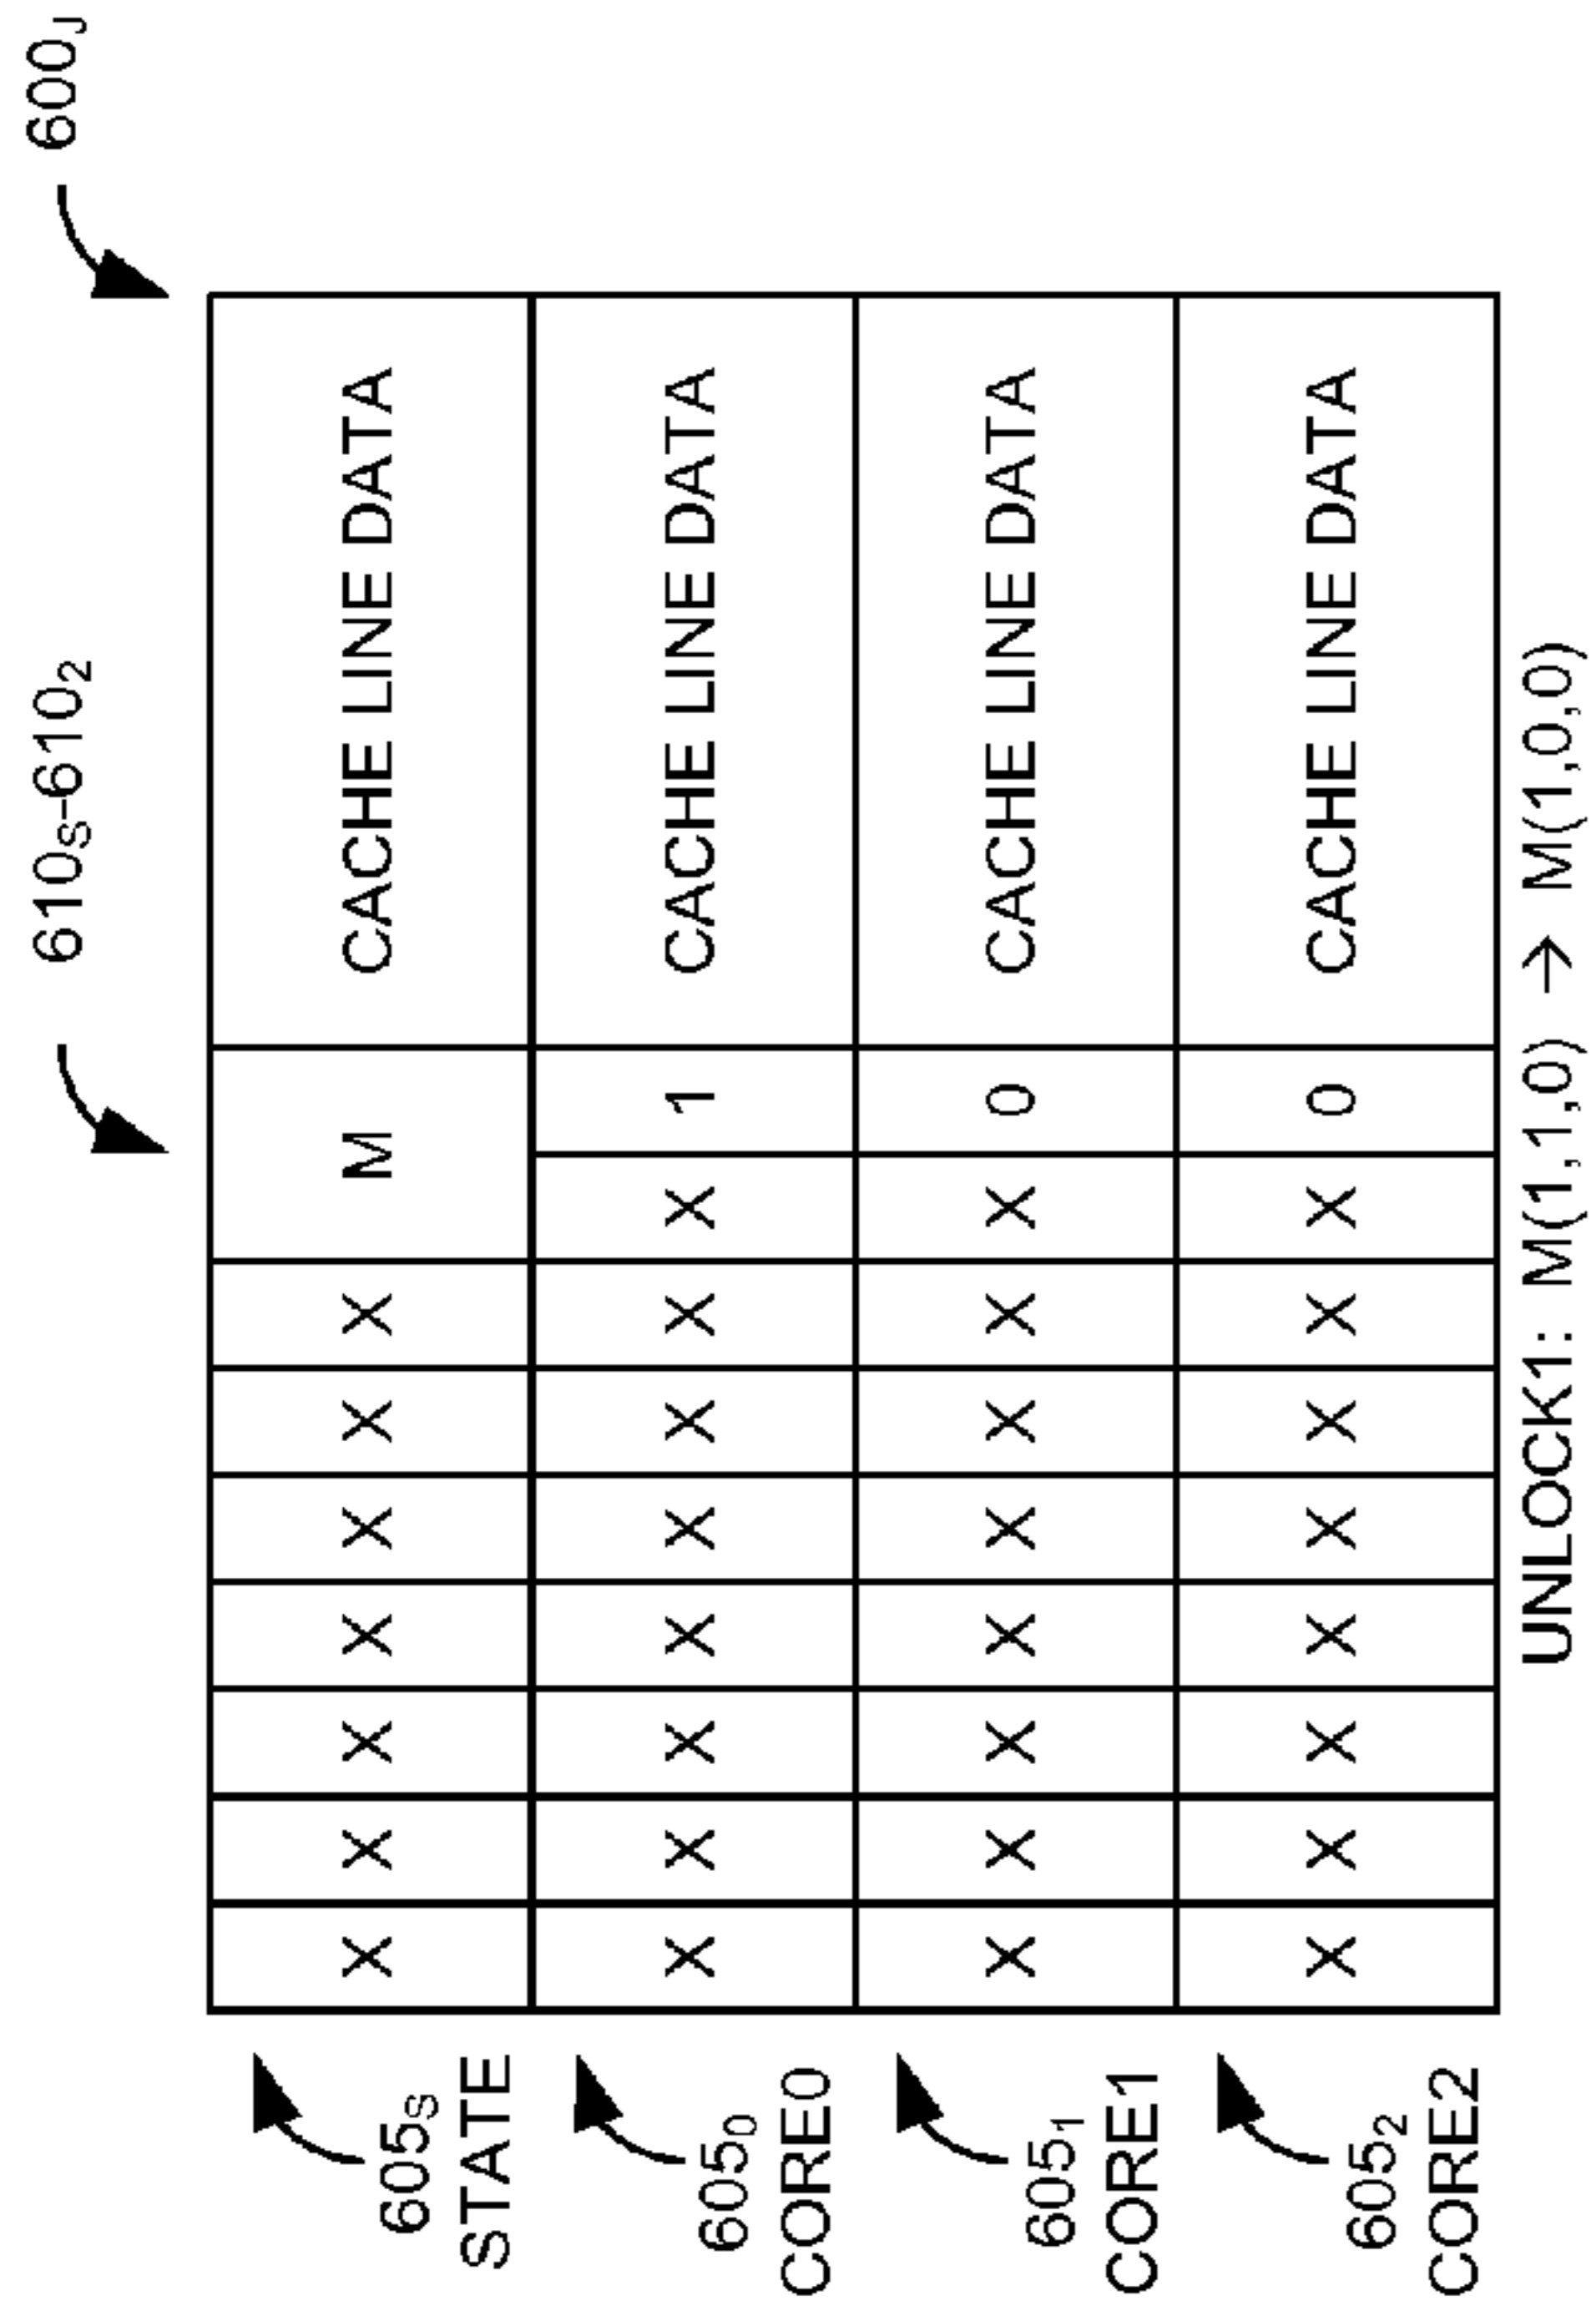 610S-610₂ 600J
605S STATE X X X X X X X M CACHE LINE DATA
605₀ CORE0 X X X X X X X X 1 CACHE LINE DATA
605₁ CORE1 X X X X X X X X 0 CACHE LINE DATA
605₂ CORE2 X X X X X X X X 0 CACHE LINE DATA
UNLOCK1: M(1,1,0) → M(1,0,0)